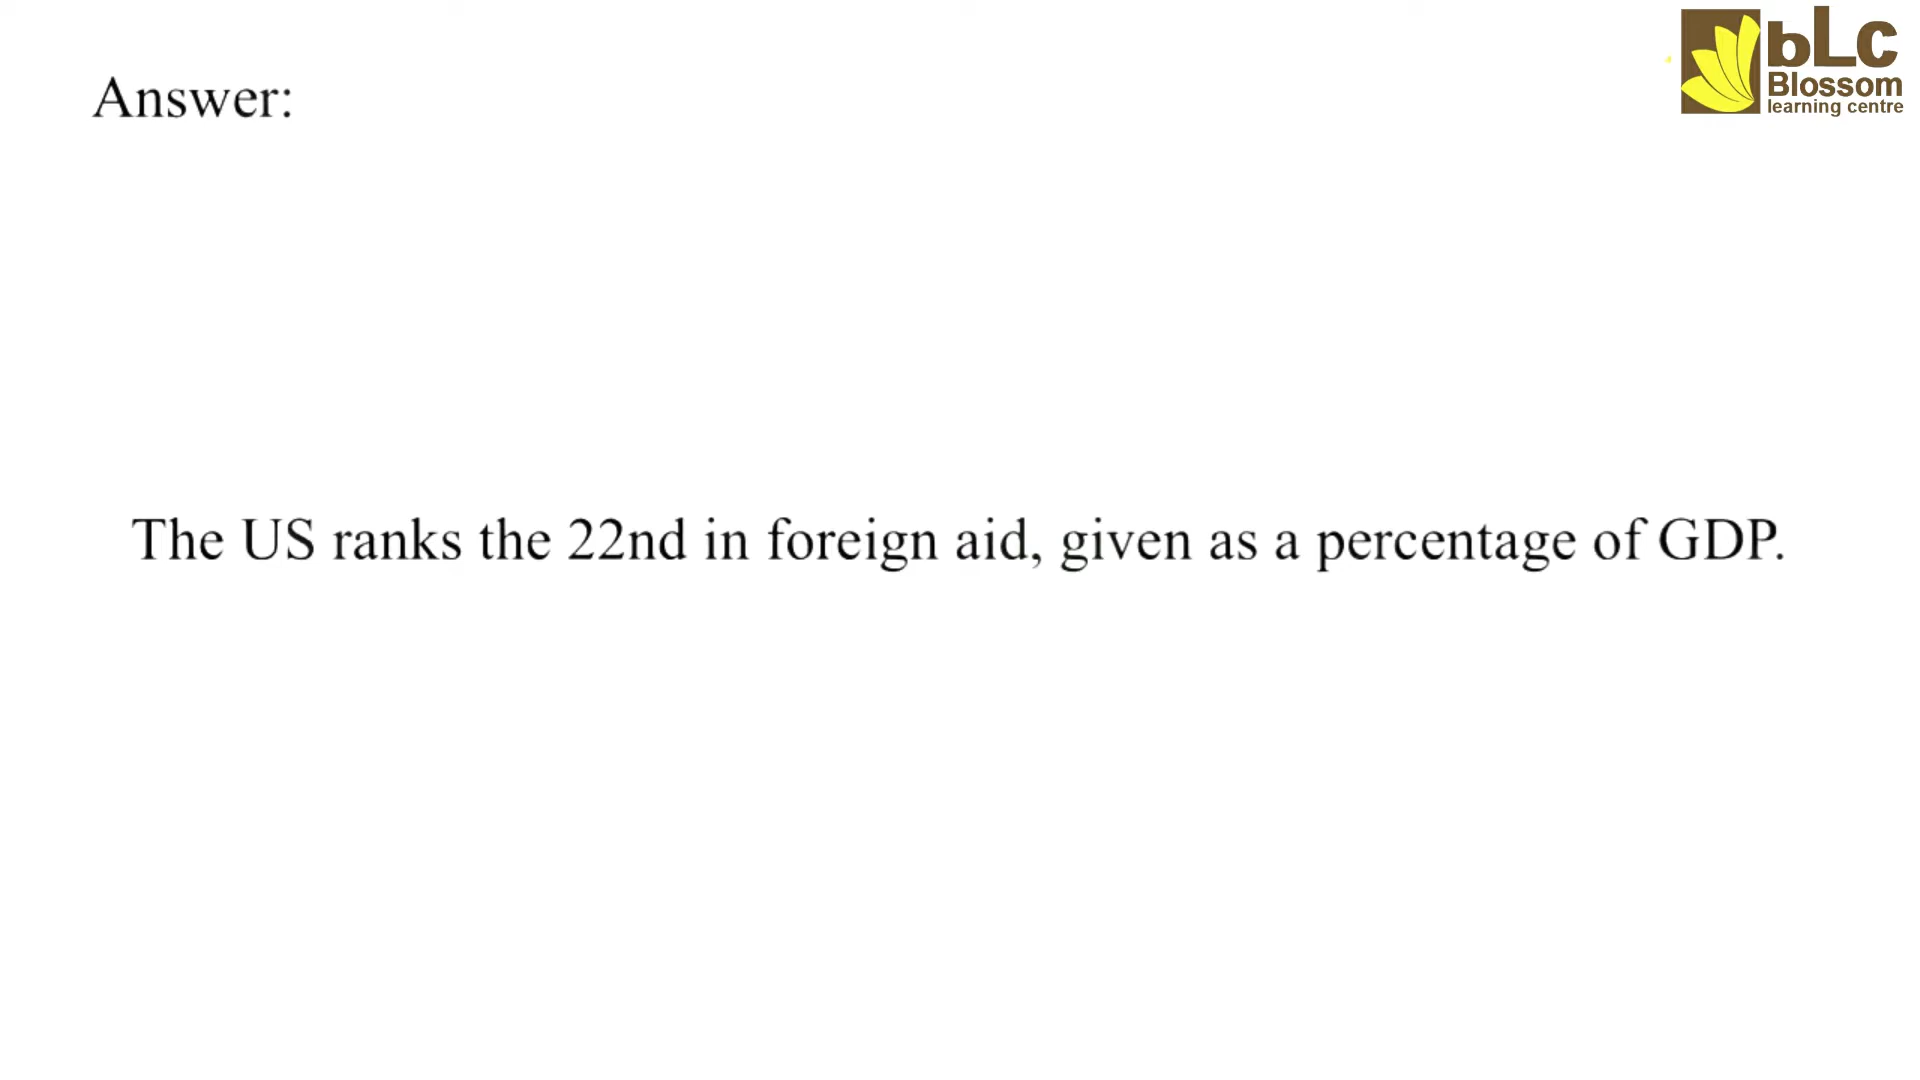 bLc
Blossom
learning centre
Answer:
The US ranks the 22nd in foreign aid, given as a percentage of GDP.